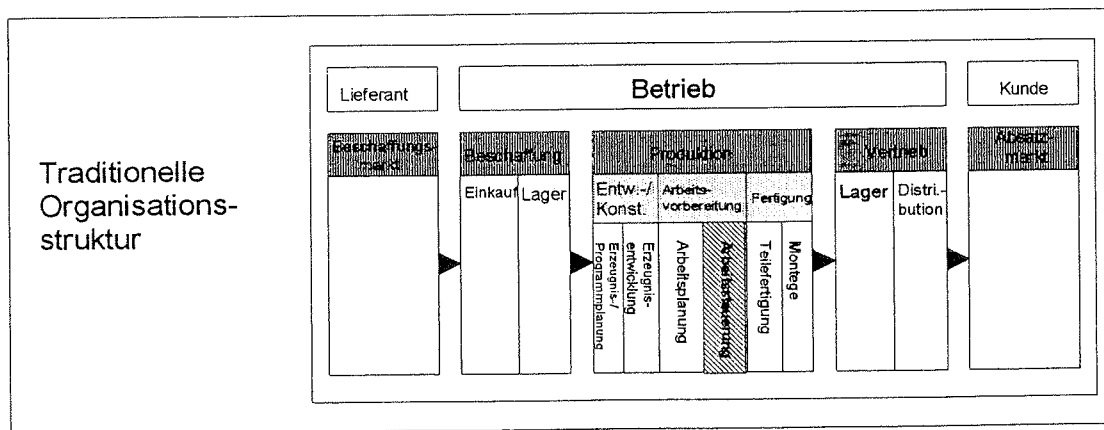 Traditionelle
Organisations-
struktur
Lieferant
Betrieb
Kunde
Beschaffungs-
markt
Beschaffung
Produktion
Vertrieb
Absatz-
markt
Einkauf
Lager
Entw.-/
Konst.
Arbeits-
vorbereitung
Fertigung
Lager
Distri.-
bution
Erzeugnis-/
Programmplanung
Erzeugnis-
entwicklung
Arbeitsplanung
Arbeitssteuerung
Teilefertigung
Montege